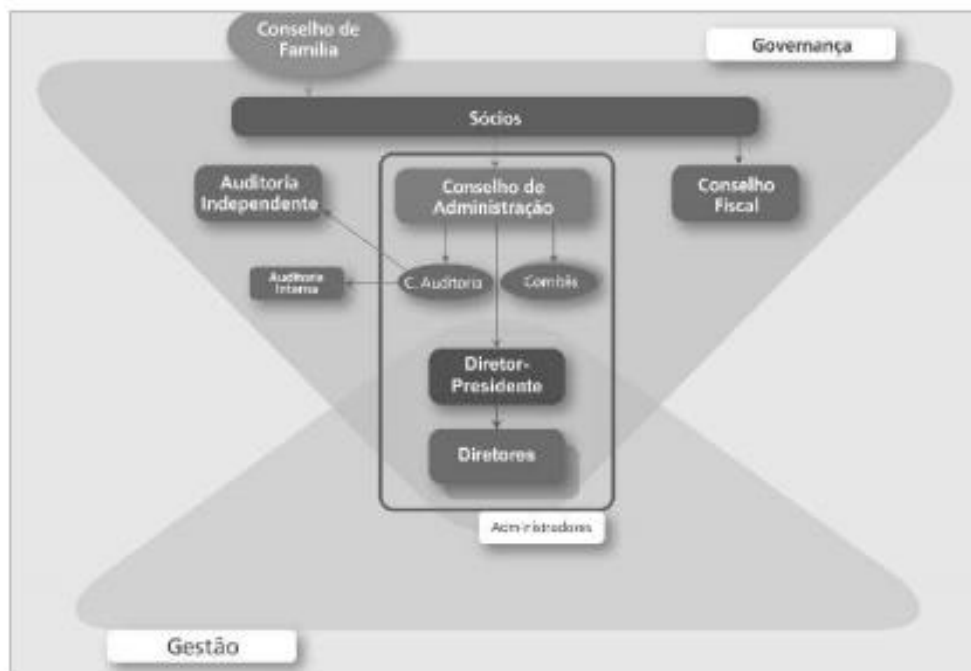 Conselho de
Família
Governança
Sócios
Auditoria
Independente
Conselho de
Administração
Conselho
Fiscal
Auditoria
Interna
C. Auditoria
Comitês
Diretor-
Presidente
Diretores
Administradores
Gestão